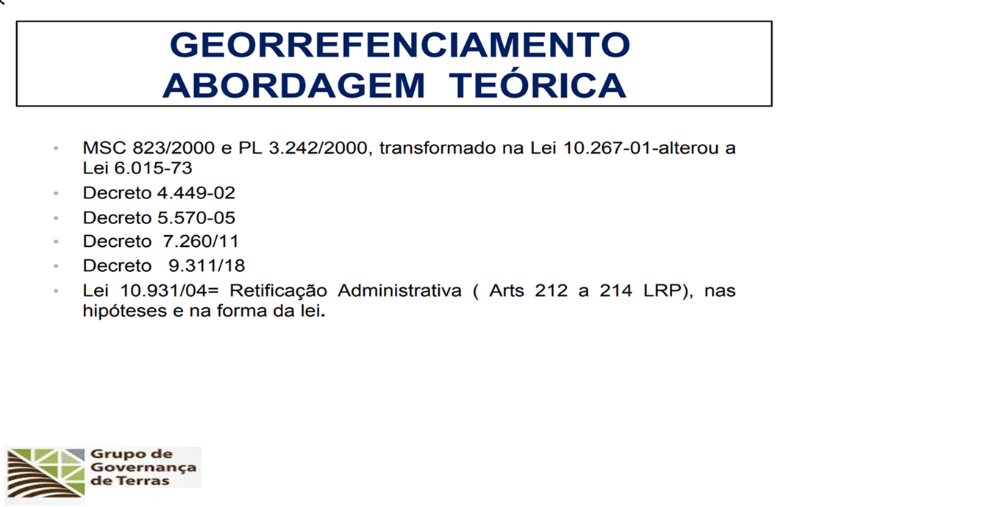 GEORREFENCIAMENTO
ABORDAGEM TEÓRICA
• MSC 823/2000 e PL 3.242/2000, transformado na Lei 10.267-01-alterou a
Lei 6.015-73
• Decreto 4.449-02
• Decreto 5.570-05
• Decreto 7.260/11
• Decreto 9.311/18
• Lei 10.931/04= Retificação Administrativa ( Arts 212 a 214 LRP), nas
hipóteses e na forma da lei.
Grupo de
Governança
de Terras